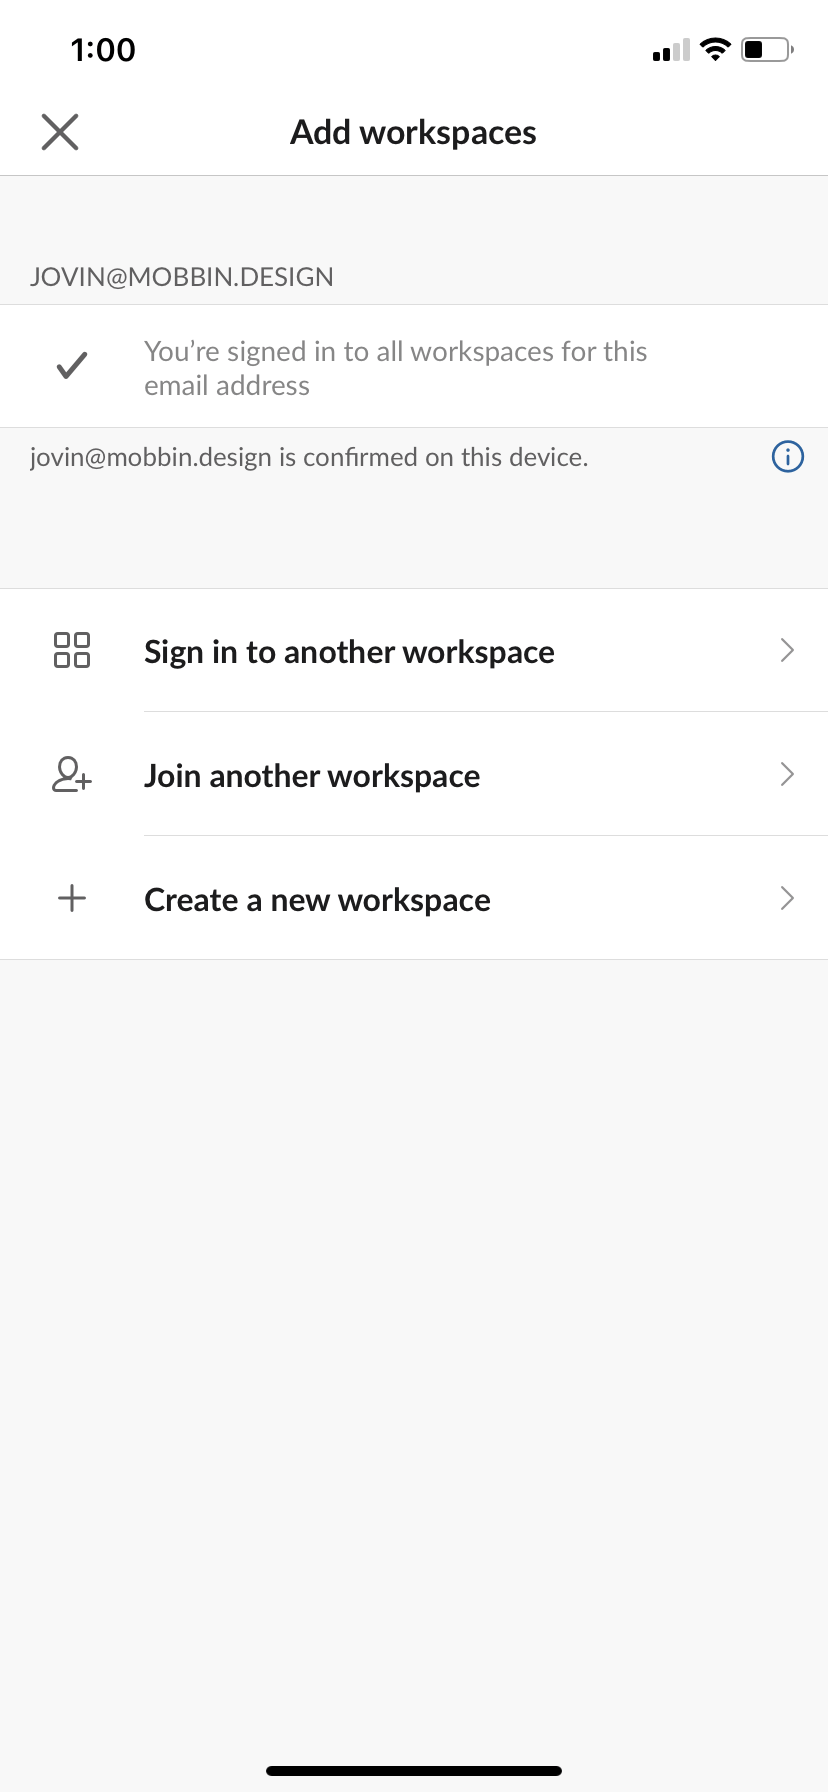 1:00
Add workspaces
JOVIN@MOBBIN.DESIGN
You’re signed in to all workspaces for this
email address
jovin@mobbin.design is confirmed on this device.
Sign in to another workspace
Join another workspace
Create a new workspace